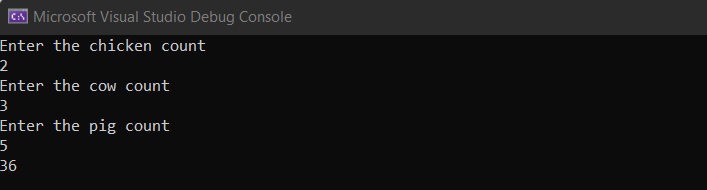 C:\ Microsoft Visual Studio Debug Console
Enter the chicken count
2
Enter the cow count
3
Enter the pig count
5
36